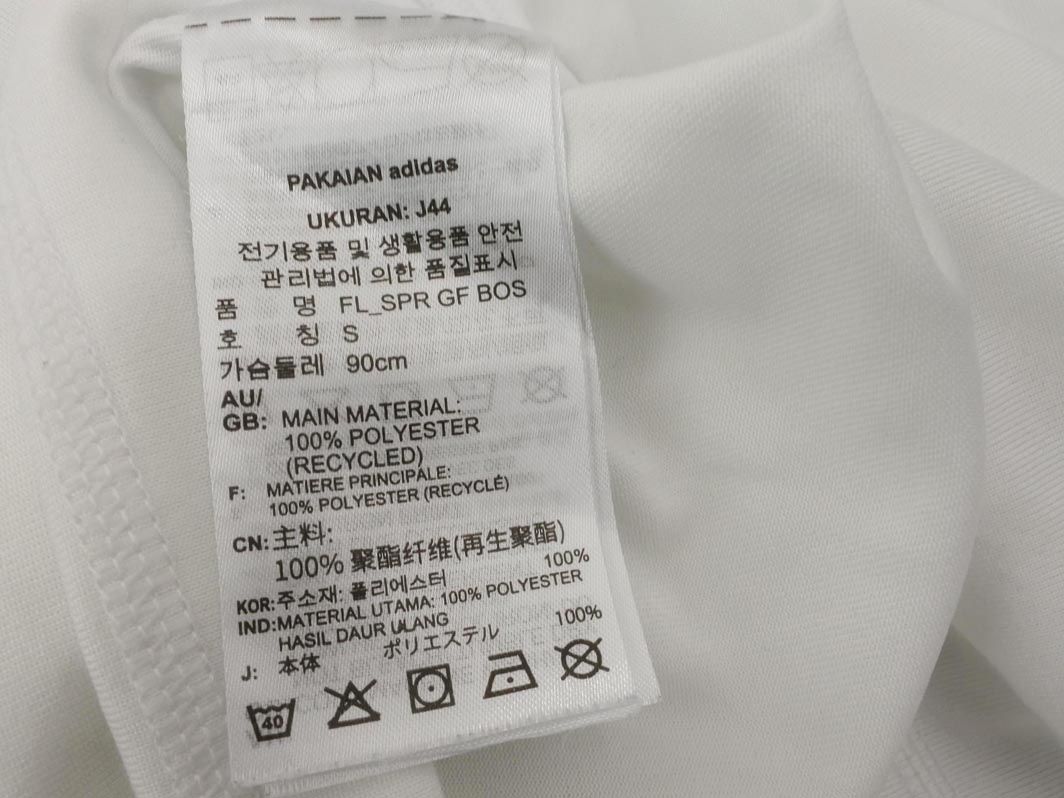 PAKAIAN adidas
UKURAN: J44
전기용품 및 생활용품 안전
관리법에 의한 품질표시
품 명 FL_SPR GF BOS
호 칭 S
가슴둘레 90cm
AU/
GB: MAIN MATERIAL:
100% POLYESTER
(RECYCLED)
F: MATIERE PRINCIPALE:
100% POLYESTER (RECYCLÉ)
CN: 主料:
100% 聚酯纤维(再生聚酯)
KOR: 주소재: 폴리에스터 100%
IND: MATERIAL UTAMA: 100% POLYESTER
HASIL DAUR ULANG
J: 本体 ポリエステル 100%
40